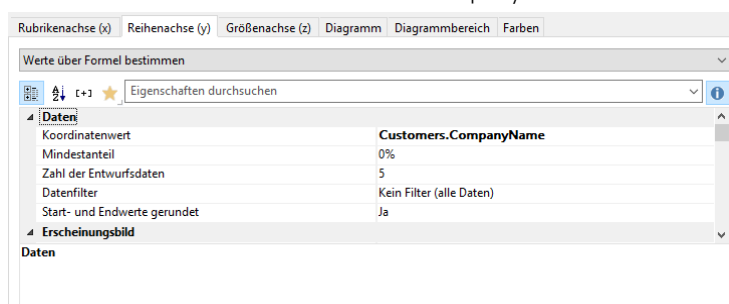 Rubrikenachse (x) Reihenachse (y) Größenachse (z) Diagramm Diagrammbereich Farben
Werte über Formel bestimmen
Eigenschaften durchsuchen
Daten
Koordinatenwert Customers.CompanyName
Mindestanteil 0%
Zahl der Entwurfsdaten 5
Datenfilter Kein Filter (alle Daten)
Start- und Endwerte gerundet Ja
Erscheinungsbild
Daten